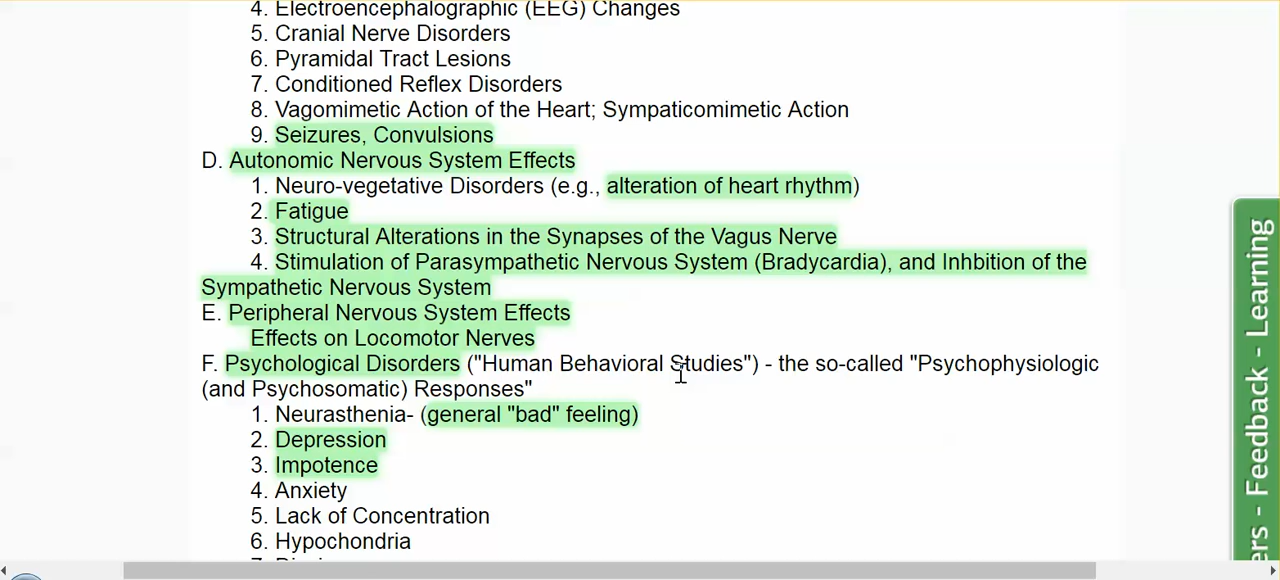 4. Electroencephalographic (EEG) Changes
5. Cranial Nerve Disorders
6. Pyramidal Tract Lesions
7. Conditioned Reflex Disorders
8. Vagomimetic Action of the Heart; Sympaticomimetic Action
9. Seizures, Convulsions
D. Autonomic Nervous System Effects
1. Neuro-vegetative Disorders (e.g., alteration of heart rhythm)
2. Fatigue
3. Structural Alterations in the Synapses of the Vagus Nerve
4. Stimulation of Parasympathetic Nervous System (Bradycardia), and Inhbition of the
Sympathetic Nervous System
E. Peripheral Nervous System Effects
Effects on Locomotor Nerves
F. Psychological Disorders ("Human Behavioral Studies") - the so-called "Psychophysiologic
(and Psychosomatic) Responses"
1. Neurasthenia- (general "bad" feeling)
2. Depression
3. Impotence
4. Anxiety
5. Lack of Concentration
6. Hypochondria
ers - Feedback - Learning